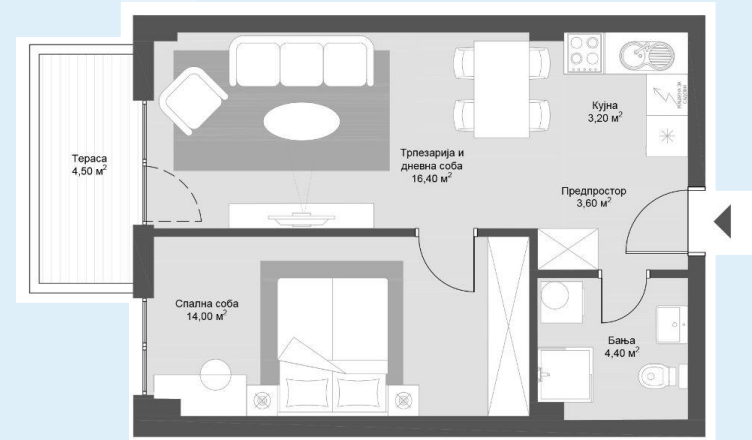 Кујна
3,20 м²
Тераса
4,50 м²
Трпезарија и
дневна соба
16,40 м²
Предпростор
3,60 м²
Спална соба
14,00 м²
Бања
4,40 м²